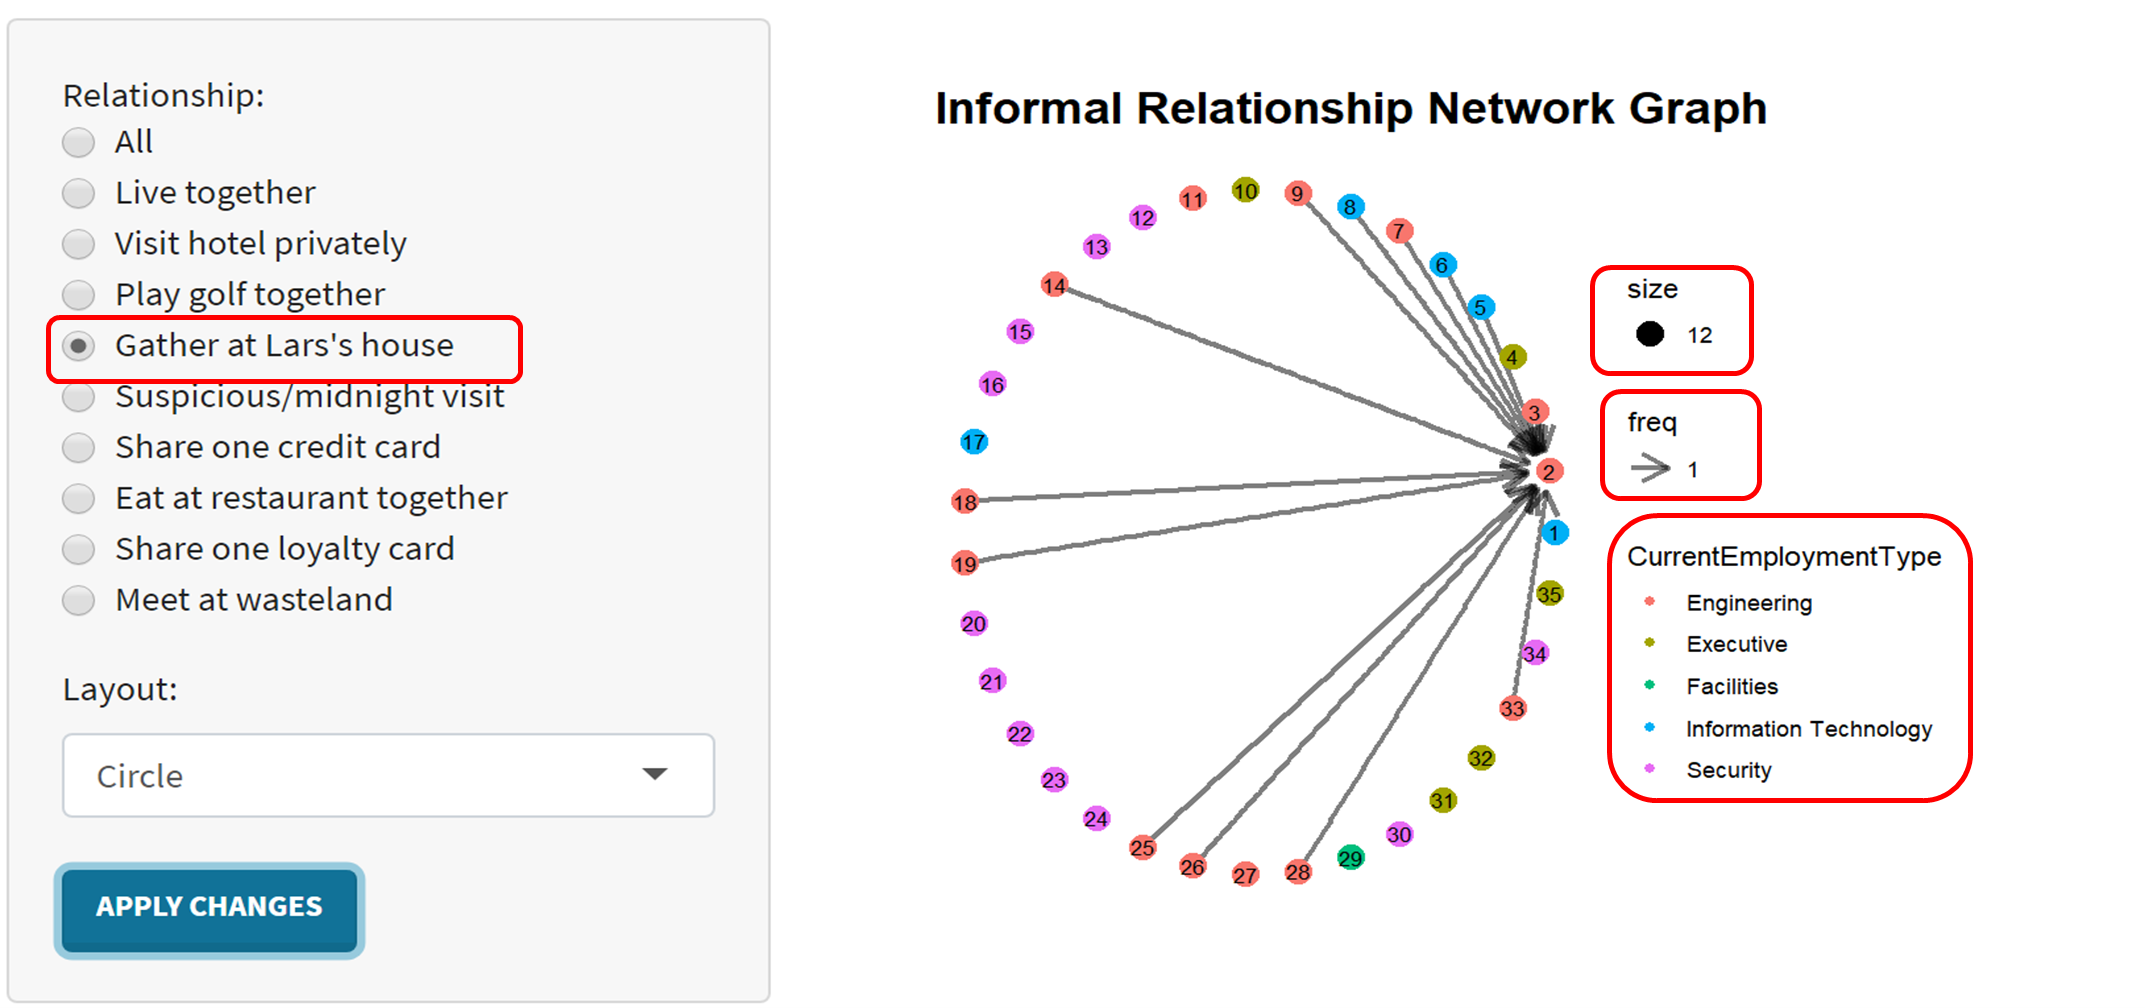 Relationship:
All
Live together
Visit hotel privately
Play golf together
Gather at Lars's house
Suspicious/midnight visit
Share one credit card
Eat at restaurant together
Share one loyalty card
Meet at wasteland
Layout:
Circle
APPLY CHANGES
Informal Relationship Network Graph
1
2
3
4
5
6
7
8
9
10
11
12
13
14
15
16
17
18
19
20
21
22
23
24
25
26
27
28
29
30
31
32
33
34
35
size
12
freq
1
CurrentEmploymentType
Engineering
Executive
Facilities
Information Technology
Security